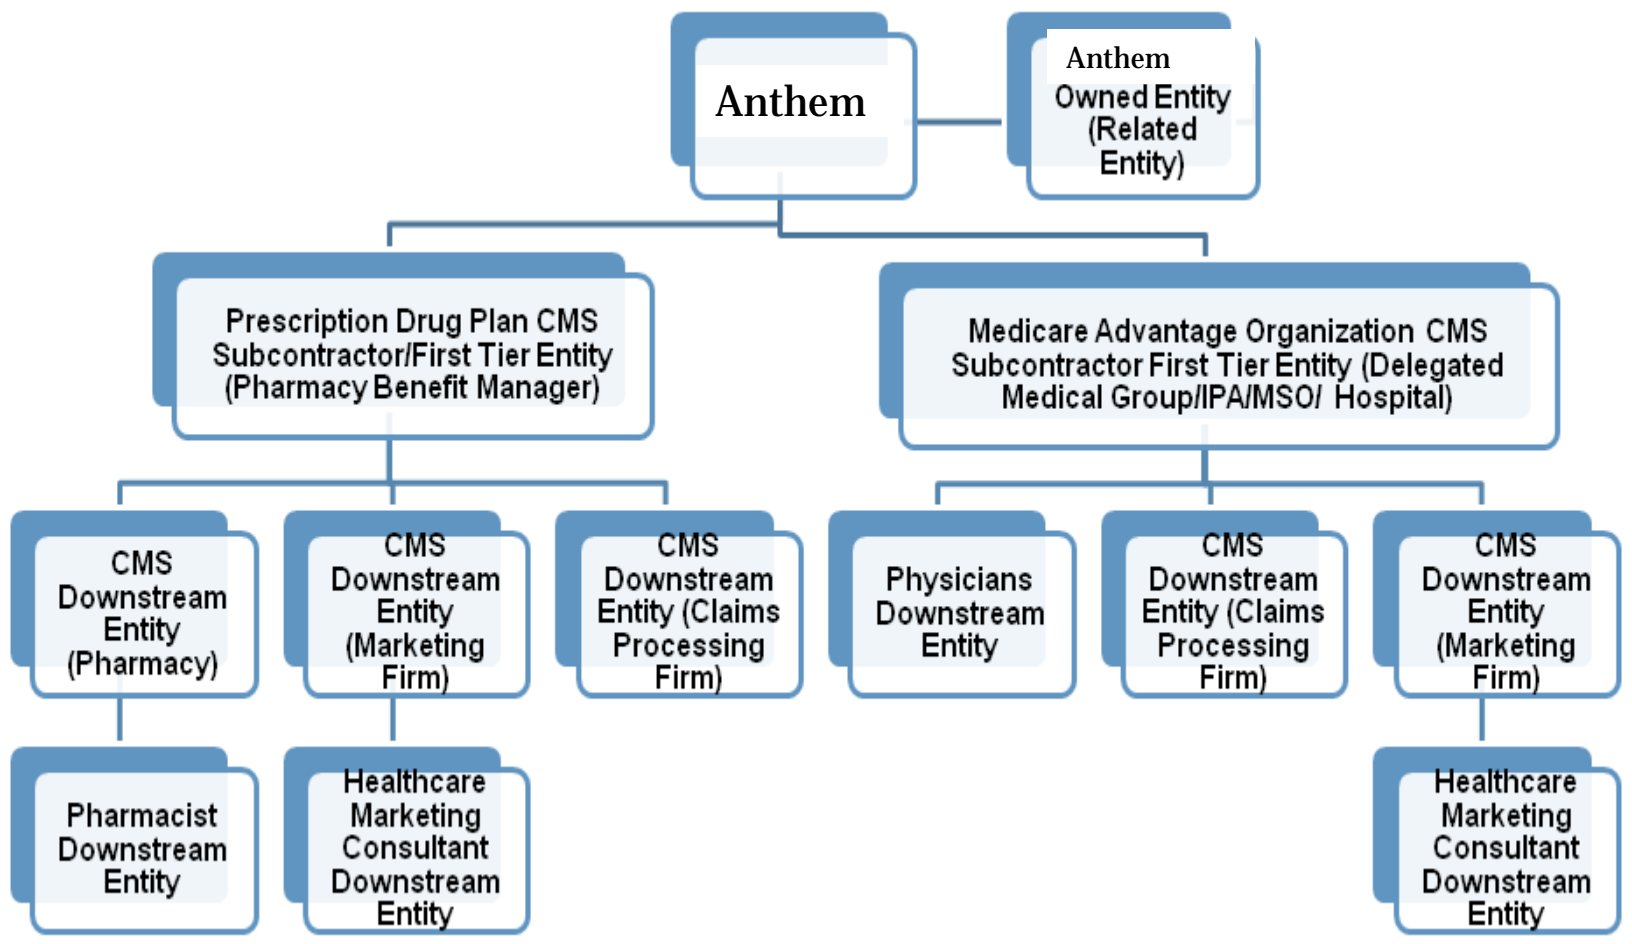 Anthem
Anthem
Owned Entity
(Related
Entity)
Prescription Drug Plan CMS
Subcontractor/First Tier Entity
(Pharmacy Benefit Manager)
Medicare Advantage Organization CMS
Subcontractor First Tier Entity (Delegated
Medical Group/IPA/MSO/ Hospital)
CMS
Downstream
Entity
(Pharmacy)
CMS
Downstream
Entity
(Marketing
Firm)
CMS
Downstream
Entity (Claims
Processing
Firm)
Physicians
Downstream
Entity
CMS
Downstream
Entity (Claims
Processing
Firm)
CMS
Downstream
Entity
(Marketing
Firm)
Pharmacist
Downstream
Entity
Healthcare
Marketing
Consultant
Downstream
Entity
Healthcare
Marketing
Consultant
Downstream
Entity